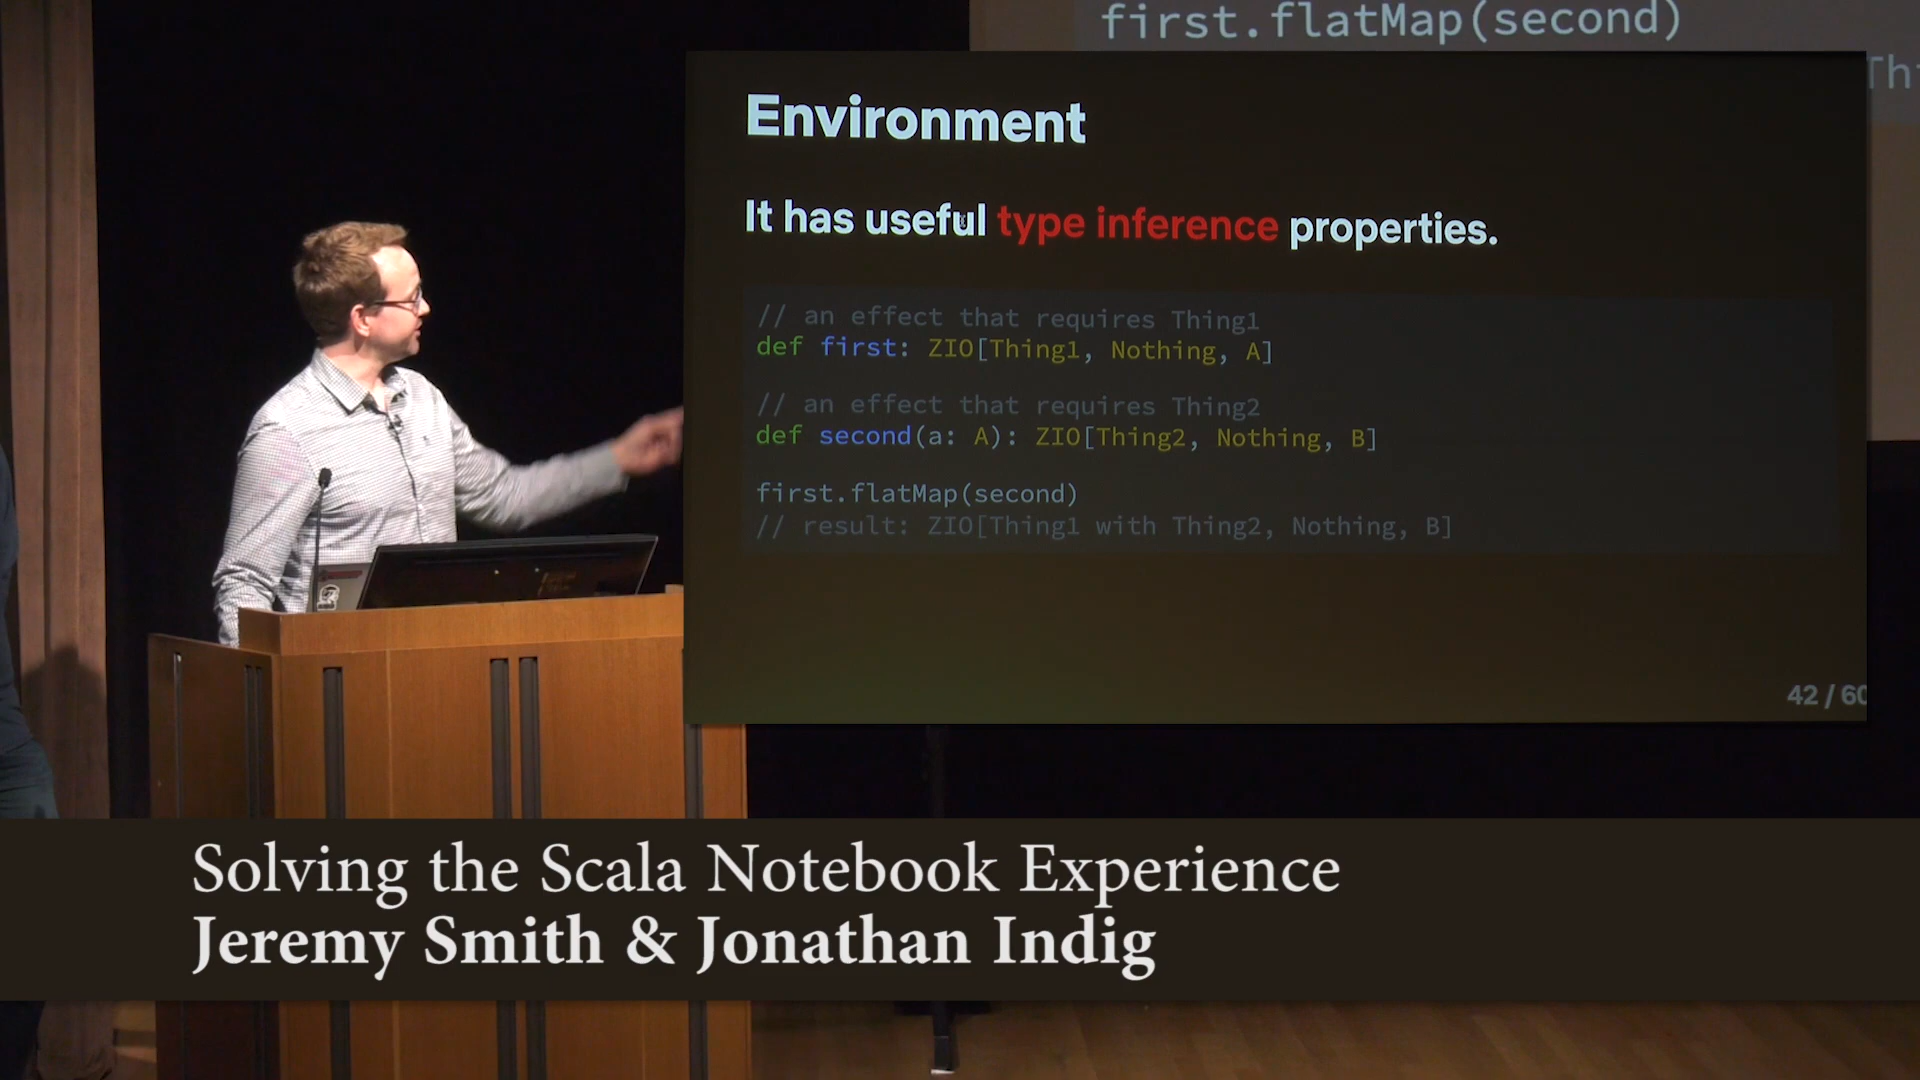 first.flatMap(second)
Environment
It has useful type inference properties.
// an effect that requires Thing1
def first: ZIO[Thing1, Nothing, A]
// an effect that requires Thing2
def second(a: A): ZIO[Thing2, Nothing, B]
first.flatMap(second)
// result: ZIO[Thing1 with Thing2, Nothing, B]
42 / 60
Solving the Scala Notebook Experience
Jeremy Smith & Jonathan Indig